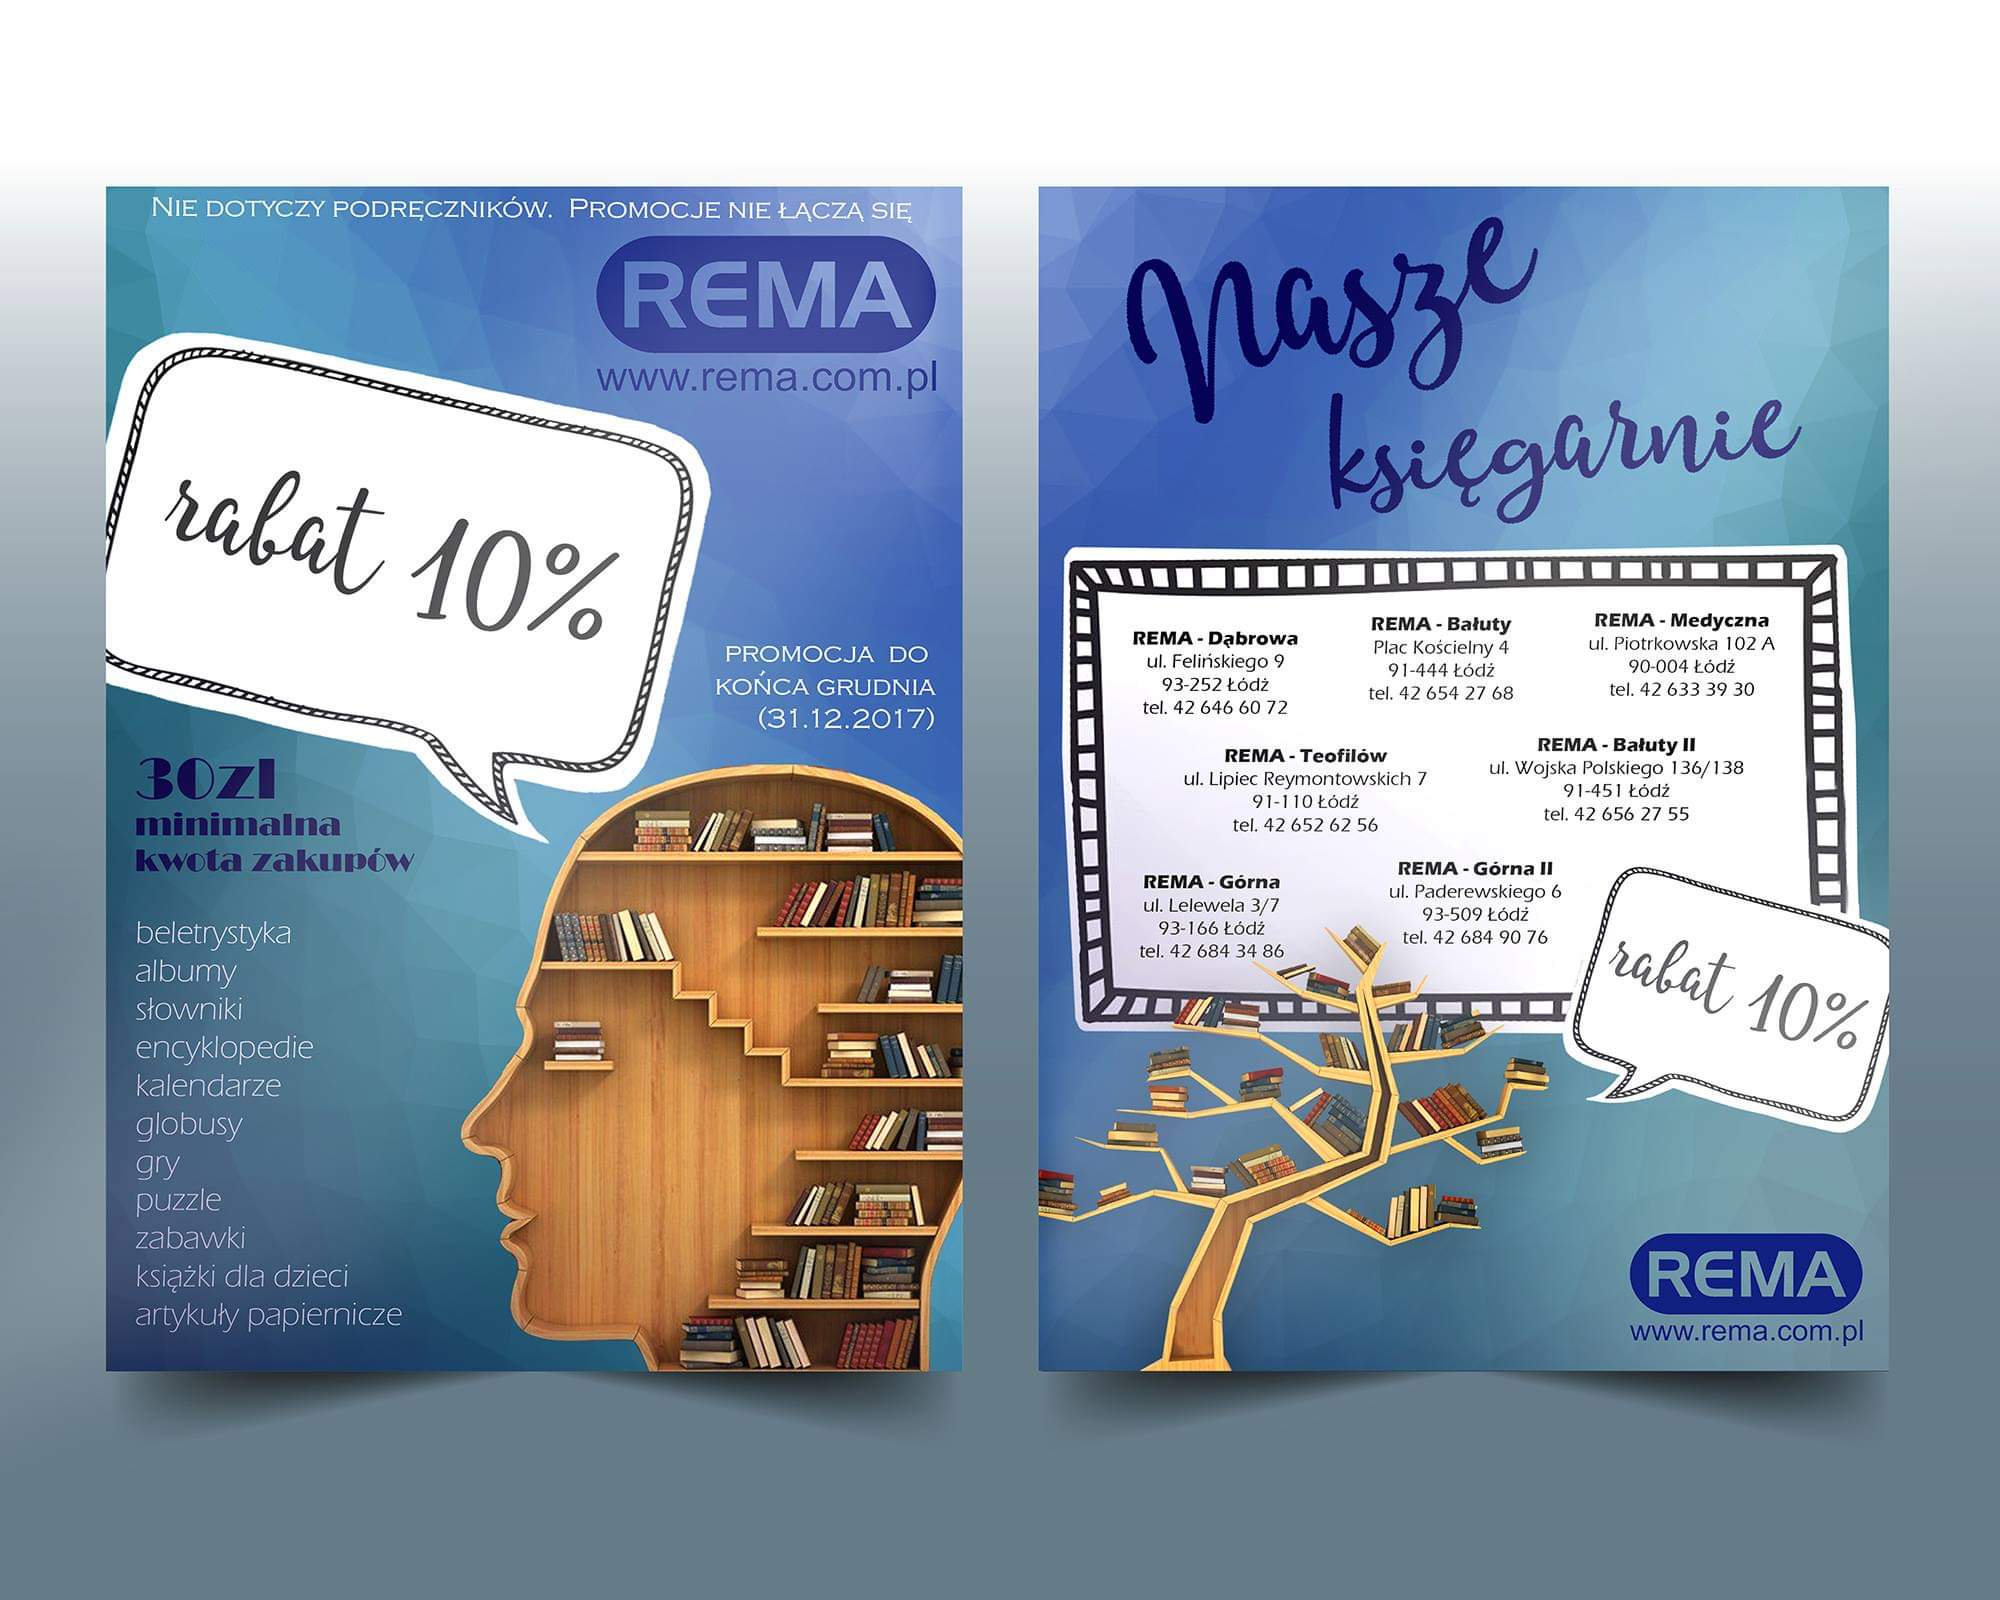 NIE DOTYCZY PODRĘCZNIKÓW. PROMOCJE NIE ŁĄCZĄ SIĘ
REMA
www.rema.com.pl
rabat 10%
PROMOCJA DO
KOŃCA GRUDNIA
(31.12.2017)
30zł
minimalna
kwota zakupów
beletrystyka
albumy
słowniki
encyklopedie
kalendarze
globusy
gry
puzzle
zabawki
książki dla dzieci
artykuły papiernicze
Nasze
księgarnie
REMA - Dąbrowa
ul. Felińskiego 9
93-252 Łódź
tel. 42 646 60 72
REMA - Bałuty
Plac Kościelny 4
91-444 Łódź
tel. 42 654 27 68
REMA - Medyczna
ul. Piotrkowska 102 A
90-004 Łódź
tel. 42 633 39 30
REMA - Teofilów
ul. Lipiec Reymontowskich 7
91-110 Łódź
tel. 42 652 62 56
REMA - Bałuty II
ul. Wojska Polskiego 136/138
91-451 Łódź
tel. 42 656 27 55
REMA - Górna
ul. Lelewela 3/7
93-166 Łódź
tel. 42 684 34 86
REMA - Górna II
ul. Paderewskiego 6
93-509 Łódź
tel. 42 684 90 76
rabat 10%
REMA
www.rema.com.pl